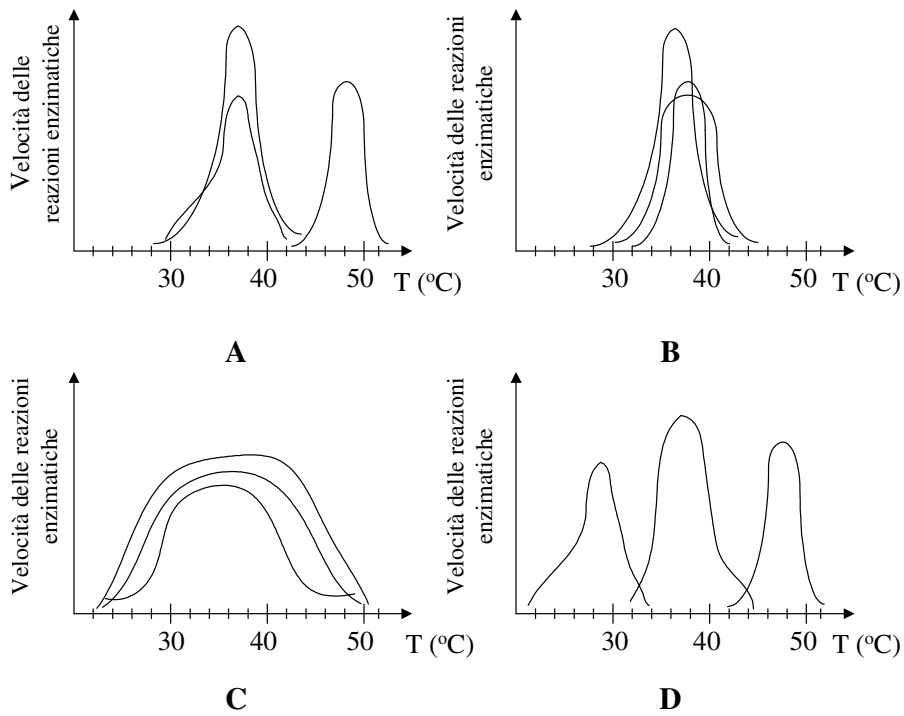 Velocità delle
reazioni enzimatiche
30
40
50
T (°C)
A
Velocità delle reazioni
enzimatiche
30
40
50
T (°C)
B
Velocità delle reazioni
enzimatiche
30
40
50
T (°C)
C
Velocità delle reazioni
enzimatiche
30
40
50
T (°C)
D